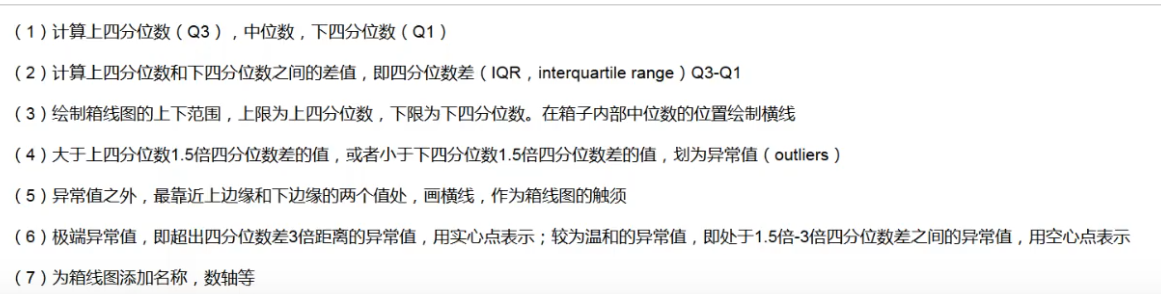 （1）计算上四分位数（Q3），中位数，下四分位数（Q1）
（2）计算上四分位数和下四分位数之间的差值，即四分位数差（IQR，interquartile range）Q3-Q1
（3）绘制箱线图的上下范围，上限为上四分位数，下限为下四分位数。在箱子内部中位数的位置绘制横线
（4）大于上四分位数1.5倍四分位数差的值，或者小于下四分位数1.5倍四分位数差的值，划为异常值（outliers）
（5）异常值之外，最靠近上边缘和下边缘的两个值处，画横线，作为箱线图的触须
（6）极端异常值，即超出四分位数差3倍距离的异常值，用实心点表示；较为温和的异常值，即处于1.5倍-3倍四分位数差之间的异常值，用空心点表示
（7）为箱线图添加名称，数轴等